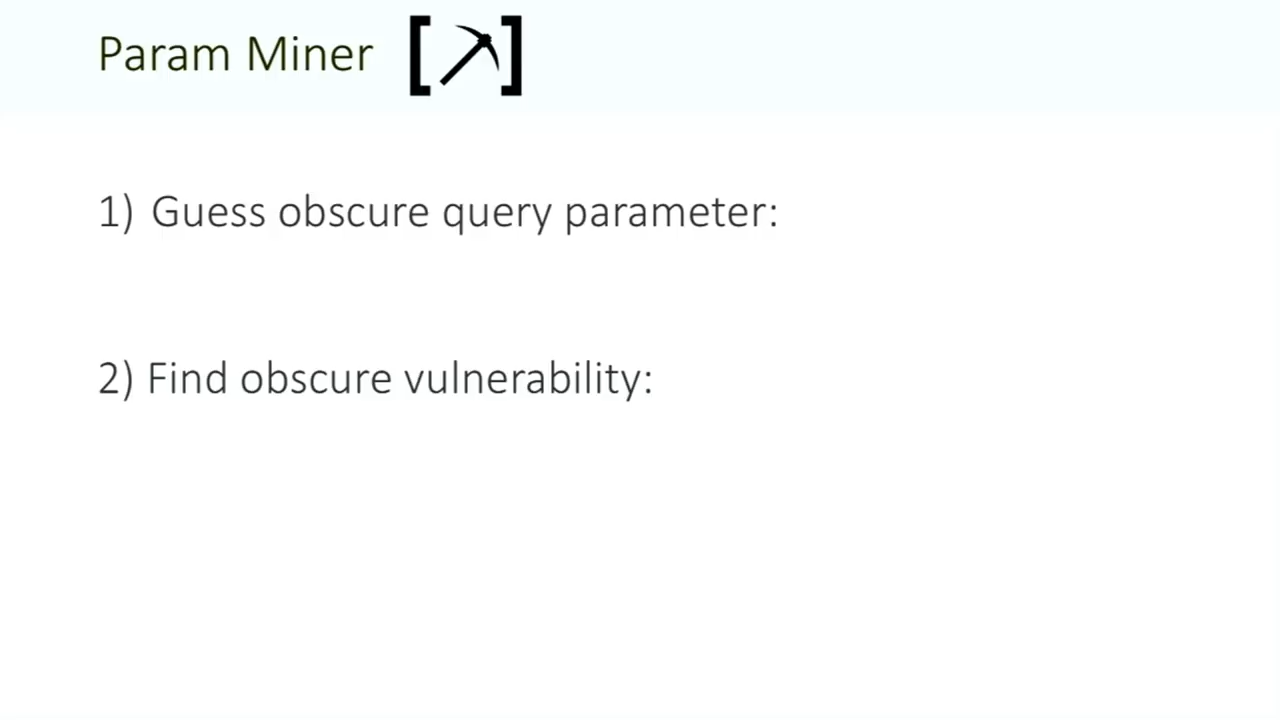 Param Miner
1) Guess obscure query parameter:
2) Find obscure vulnerability: